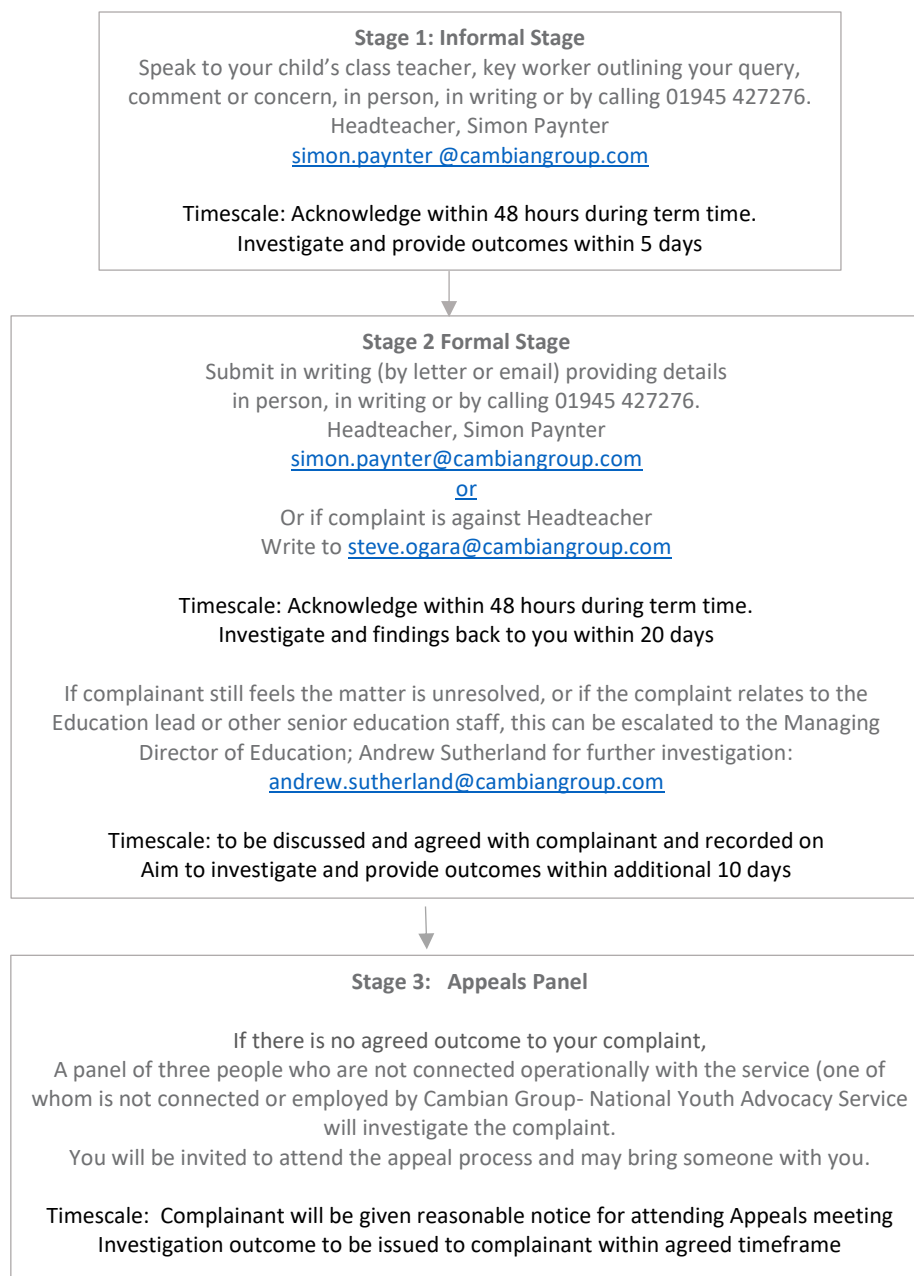 Stage 1: Informal Stage
Speak to your child’s class teacher, key worker outlining your query,
comment or concern, in person, in writing or by calling 01945 427276.
Headteacher, Simon Paynter
simon.paynter @cambiangroup.com
Timescale: Acknowledge within 48 hours during term time.
Investigate and provide outcomes within 5 days
Stage 2 Formal Stage
Submit in writing (by letter or email) providing details
in person, in writing or by calling 01945 427276.
Headteacher, Simon Paynter
simon.paynter@cambiangroup.com
or
Or if complaint is against Headteacher
Write to steve.ogara@cambiangroup.com
Timescale: Acknowledge within 48 hours during term time.
Investigate and findings back to you within 20 days
If complainant still feels the matter is unresolved, or if the complaint relates to the
Education lead or other senior education staff, this can be escalated to the Managing
Director of Education; Andrew Sutherland for further investigation:
andrew.sutherland@cambiangroup.com
Timescale: to be discussed and agreed with complainant and recorded on
Aim to investigate and provide outcomes within additional 10 days
Stage 3:   Appeals Panel
If there is no agreed outcome to your complaint,
A panel of three people who are not connected operationally with the service (one of
whom is not connected or employed by Cambian Group- National Youth Advocacy Service
will investigate the complaint.
You will be invited to attend the appeal process and may bring someone with you.
Timescale:  Complainant will be given reasonable notice for attending Appeals meeting
Investigation outcome to be issued to complainant within agreed timeframe